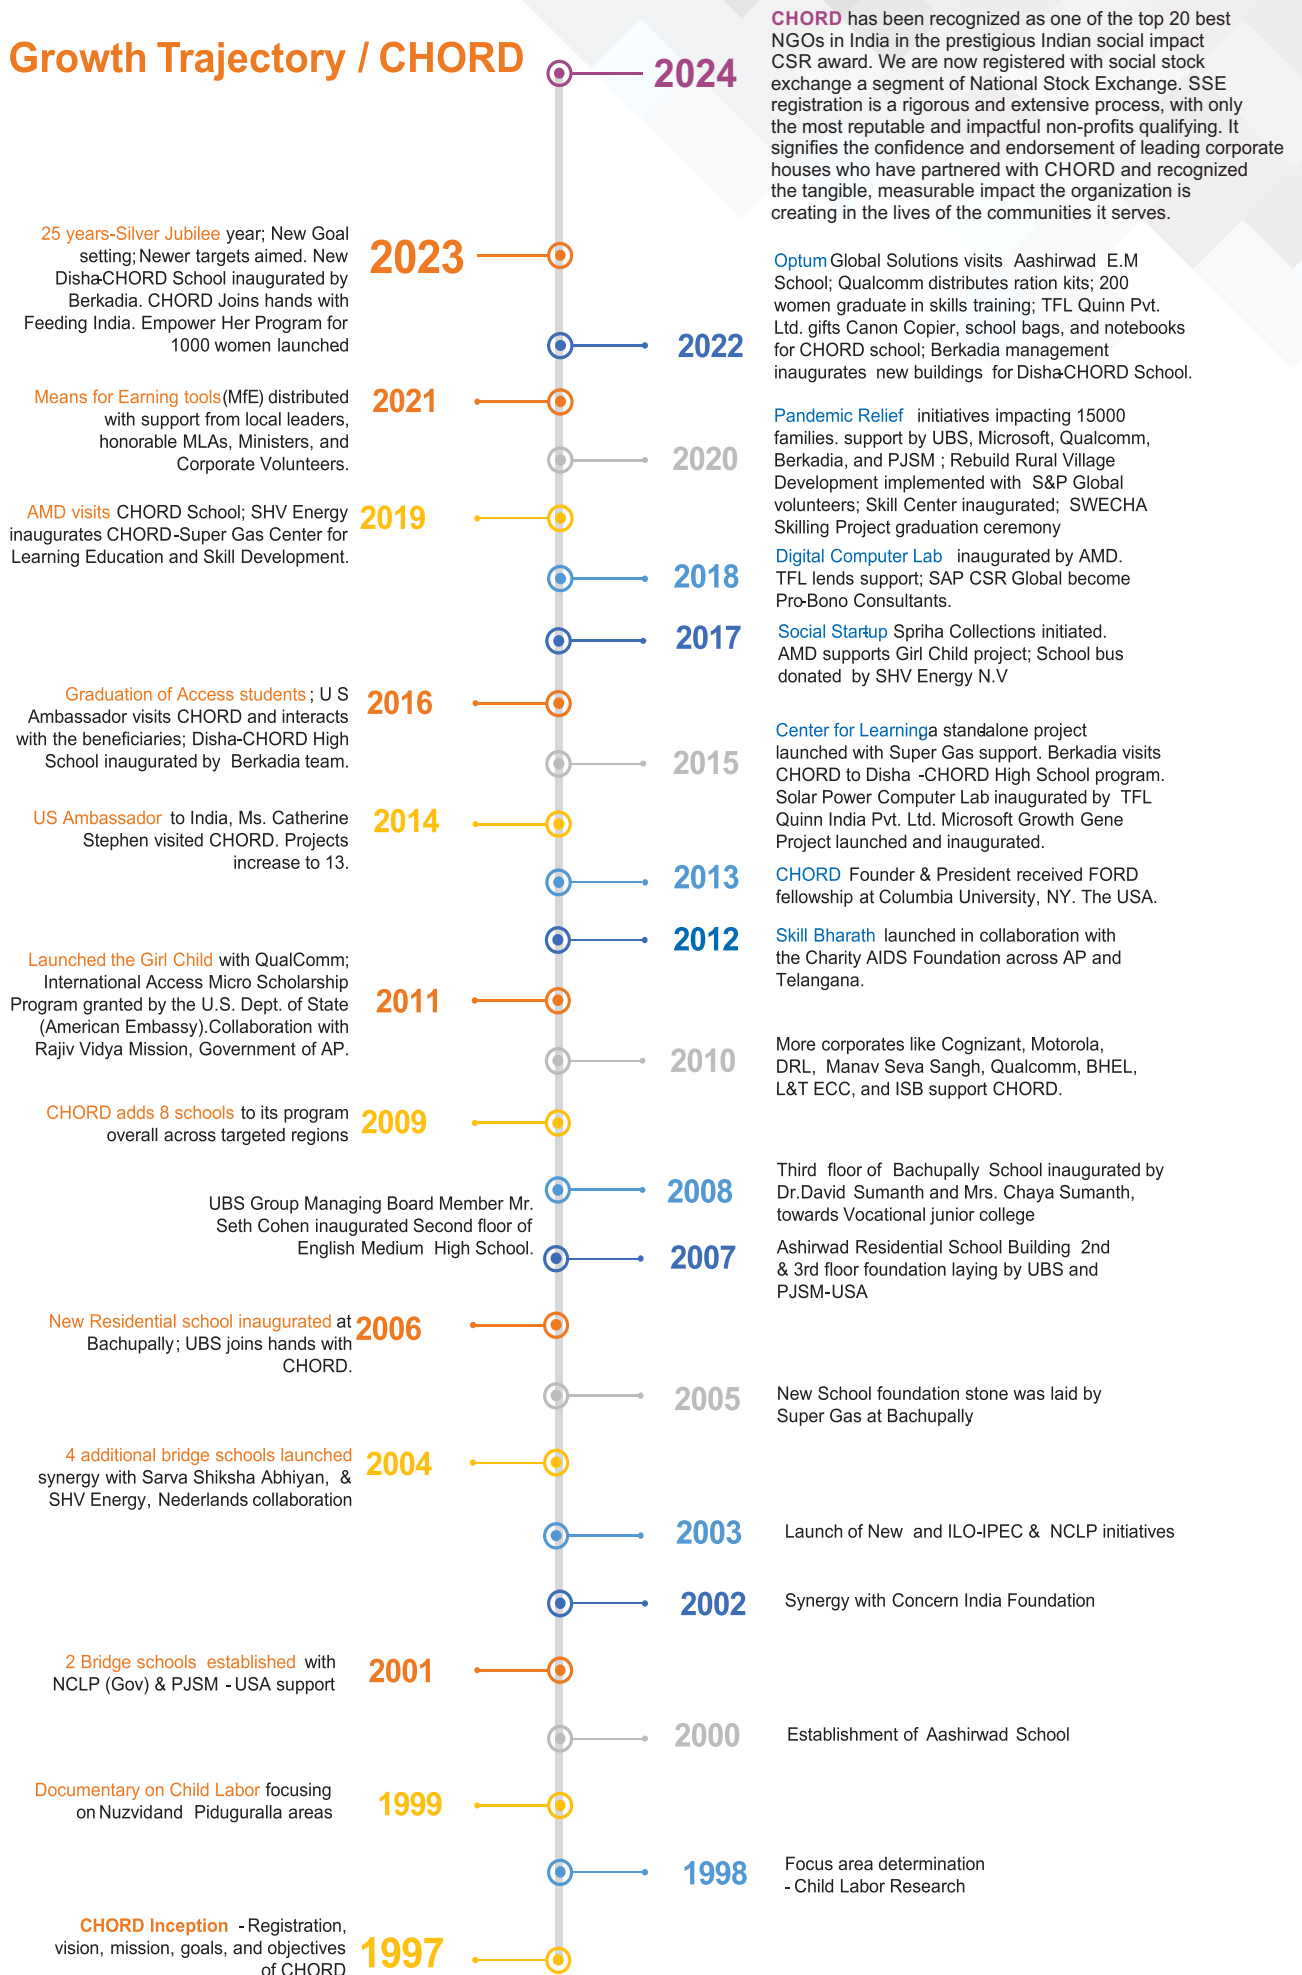 Growth Trajectory / CHORD
2024
CHORD has been recognized as one of the top 20 best
NGOs in India in the prestigious Indian social impact
CSR award. We are now registered with social stock
exchange a segment of National Stock Exchange. SSE
registration is a rigorous and extensive process, with only
the most reputable and impactful non-profits qualifying. It
signifies the confidence and endorsement of leading corporate
houses who have partnered with CHORD and recognized
the tangible, measurable impact the organization is
creating in the lives of the communities it serves.
25 years-Silver Jubilee year; New Goal
setting; Newer targets aimed. New
Disha-CHORD School inaugurated by
Berkadia. CHORD Joins hands with
Feeding India. Empower Her Program for
1000 women launched
2023
2022
Optum Global Solutions visits Aashirwad E.M
School; Qualcomm distributes ration kits; 200
women graduate in skills training; TFL Quinn Pvt.
Ltd. gifts Canon Copier, school bags, and notebooks
for CHORD school; Berkadia management
inaugurates new buildings for Disha-CHORD School.
Means for Earning tools (MfE) distributed
with support from local leaders,
honorable MLAs, Ministers, and
Corporate Volunteers.
2021
2020
Pandemic Relief initiatives impacting 15000
families. support by UBS, Microsoft, Qualcomm,
Berkadia, and PJSM ; Rebuild Rural Village
Development implemented with S&P Global
volunteers; Skill Center inaugurated; SWECHA
Skilling Project graduation ceremony
AMD visits CHORD School; SHV Energy
inaugurates CHORD-Super Gas Center for
Learning Education and Skill Development.
2019
2018
Digital Computer Lab inaugurated by AMD.
TFL lends support; SAP CSR Global become
Pro-Bono Consultants.
2017
Social Start-up Spriha Collections initiated.
AMD supports Girl Child project; School bus
donated by SHV Energy N.V
Graduation of Access students ; U S
Ambassador visits CHORD and interacts
with the beneficiaries; Disha-CHORD High
School inaugurated by Berkadia team.
2016
2015
Center for Learning a stand-alone project
launched with Super Gas support. Berkadia visits
CHORD to Disha -CHORD High School program.
Solar Power Computer Lab inaugurated by TFL
Quinn India Pvt. Ltd. Microsoft Growth Gene
Project launched and inaugurated.
US Ambassador to India, Ms. Catherine
Stephen visited CHORD. Projects
increase to 13.
2014
2013
CHORD Founder & President received FORD
fellowship at Columbia University, NY. The USA.
2012
Skill Bharath launched in collaboration with
the Charity AIDS Foundation across AP and
Telangana.
Launched the Girl Child with QualComm;
International Access Micro Scholarship
Program granted by the U.S. Dept. of State
(American Embassy).Collaboration with
Rajiv Vidya Mission, Government of AP.
2011
2010
More corporates like Cognizant, Motorola,
DRL, Manav Seva Sangh, Qualcomm, BHEL,
L&T ECC, and ISB support CHORD.
CHORD adds 8 schools to its program
overall across targeted regions
2009
2008
Third floor of Bachupally School inaugurated by
Dr.David Sumanth and Mrs. Chaya Sumanth,
towards Vocational junior college
UBS Group Managing Board Member Mr.
Seth Cohen inaugurated Second floor of
English Medium High School.
2007
Ashirwad Residential School Building 2nd
& 3rd floor foundation laying by UBS and
PJSM-USA
New Residential school inaugurated at
Bachupally; UBS joins hands with
CHORD.
2006
2005
New School foundation stone was laid by
Super Gas at Bachupally
4 additional bridge schools launched
synergy with Sarva Shiksha Abhiyan, &
SHV Energy, Nederlands collaboration
2004
2003
Launch of New and ILO-IPEC & NCLP initiatives
2002
Synergy with Concern India Foundation
2 Bridge schools established with
NCLP (Gov) & PJSM - USA support
2001
2000
Establishment of Aashirwad School
Documentary on Child Labor focusing
on Nuzvidand Piduguralla areas
1999
1998
Focus area determination
- Child Labor Research
CHORD Inception - Registration,
vision, mission, goals, and objectives
of CHORD
1997